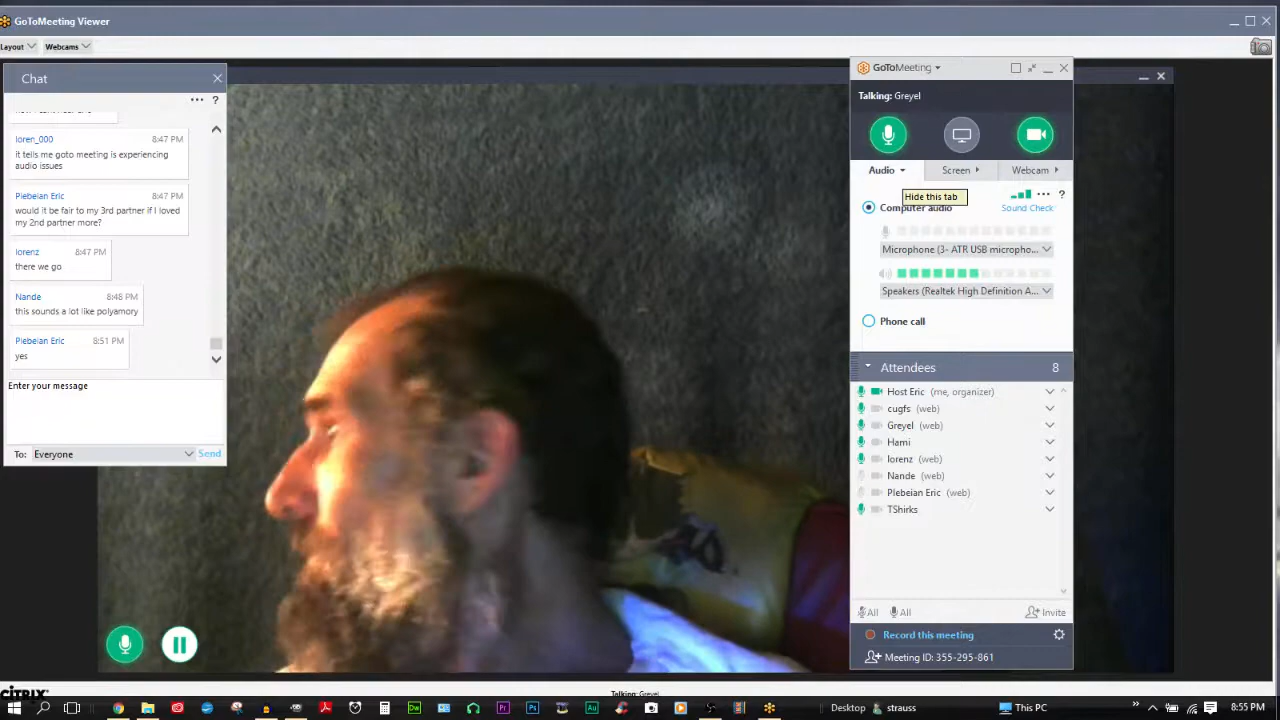 GoToMeeting Viewer
Layout
Webcams
Chat
?
loren_000 8:47 PM
it tells me goto meeting is experiencing
audio issues
Plebeian Eric 8:47 PM
would it be fair to my 3rd partner if I loved
my 2nd partner more?
lorenz 8:47 PM
there we go
Nande 8:48 PM
this sounds a lot like polyamory
Plebeian Eric 8:51 PM
yes
Enter your message
To: Everyone Send
GoToMeeting
Talking: Greyel
Audio Screen Webcam
Hide this tab
?
Computer audio Sound Check
Microphone (3- ATR USB micropho...
Speakers (Realtek High Definition A...
Phone call
Attendees 8
Host Eric (me, organizer)
cugfs (web)
Greyel (web)
Hami
lorenz (web)
Nande (web)
Plebeian Eric (web)
TShirks
All All Invite
Record this meeting
Meeting ID: 355-295-861
CITRIX
Talking: Greyel
Dw Pr Ps Au Desktop strauss This PC 8:55 PM